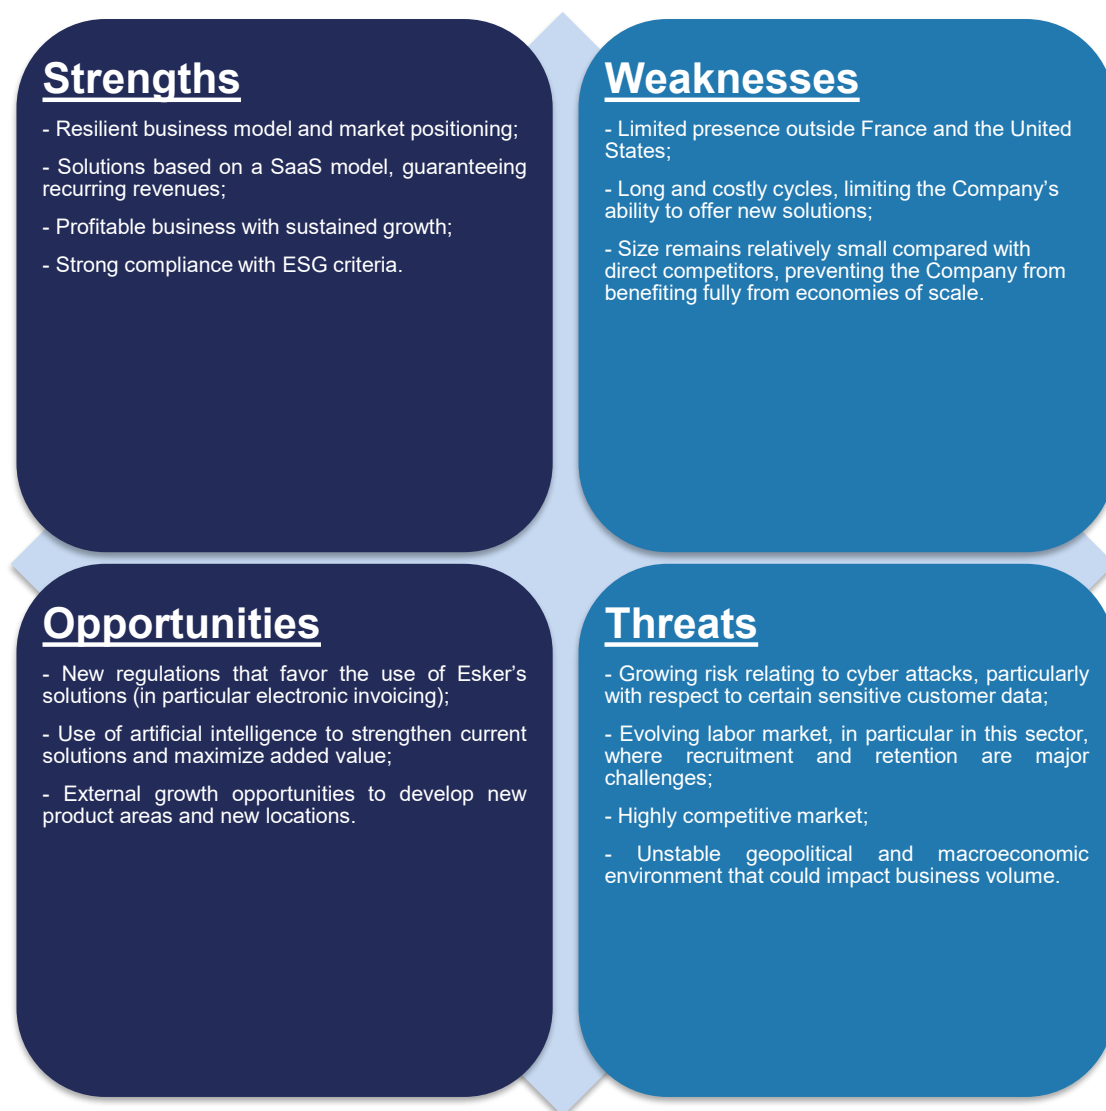 Strengths
- Resilient business model and market positioning;
- Solutions based on a SaaS model, guaranteeing
recurring revenues;
- Profitable business with sustained growth;
- Strong compliance with ESG criteria.
Weaknesses
- Limited presence outside France and the United
States;
- Long and costly cycles, limiting the Company’s
ability to offer new solutions;
- Size remains relatively small compared with
direct competitors, preventing the Company from
benefiting fully from economies of scale.
Opportunities
- New regulations that favor the use of Esker’s
solutions (in particular electronic invoicing);
- Use of artificial intelligence to strengthen current
solutions and maximize added value;
- External growth opportunities to develop new
product areas and new locations.
Threats
- Growing risk relating to cyber attacks, particularly
with respect to certain sensitive customer data;
- Evolving labor market, in particular in this sector,
where recruitment and retention are major
challenges;
- Highly competitive market;
- Unstable geopolitical and macroeconomic
environment that could impact business volume.